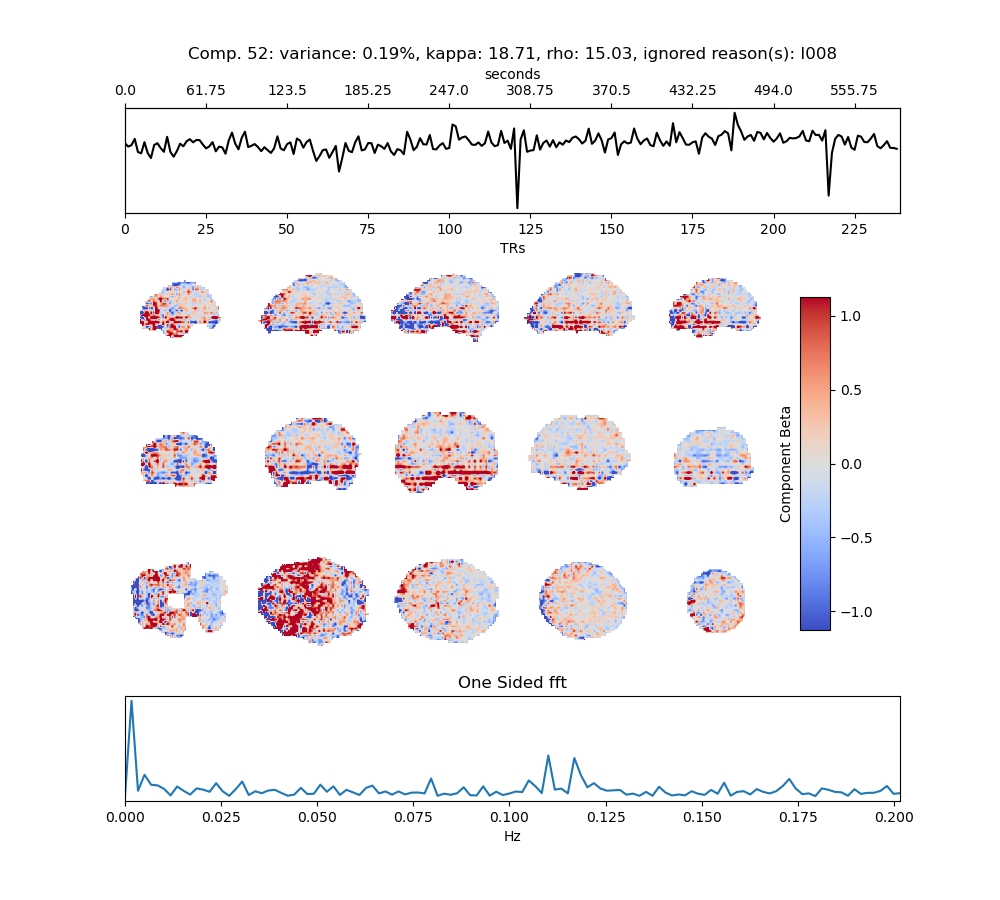 Comp. 52: variance: 0.19%, kappa: 18.71, rho: 15.03, ignored reason(s): I008
seconds
0.0 61.75 123.5 185.25 247.0 308.75 370.5 432.25 494.0 555.75
0 25 50 75 100 125 150 175 200 225
TRs
1.0
0.5
0.0
−0.5
−1.0
Component Beta
One Sided fft
0.000 0.025 0.050 0.075 0.100 0.125 0.150 0.175 0.200
Hz